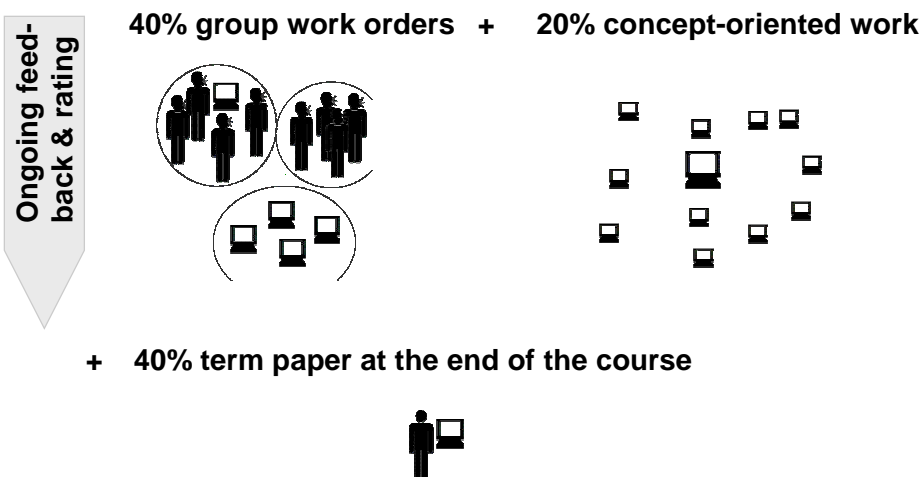 40% group work orders + 20% concept-oriented work
Ongoing feed-
back & rating
+ 40% term paper at the end of the course